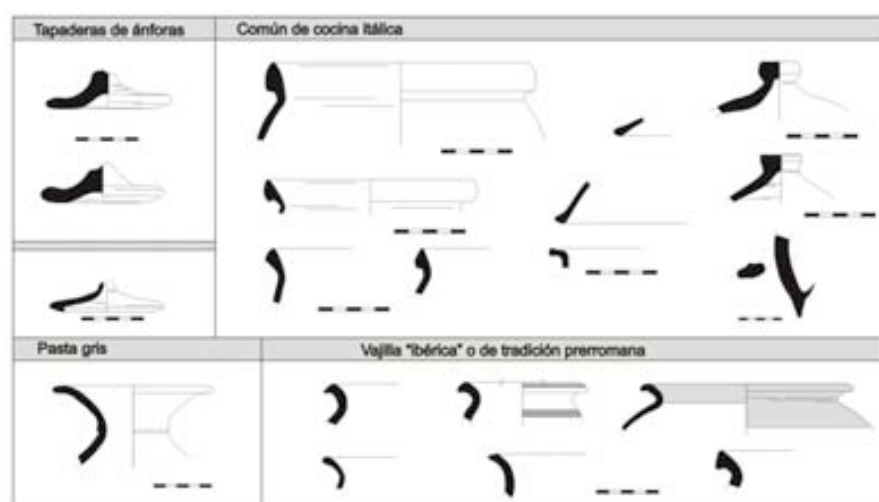 Tapaderas de ánforas
Común de cocina Itálica
Pasta gris
Vajilla "ibérica" o de tradición prerromana